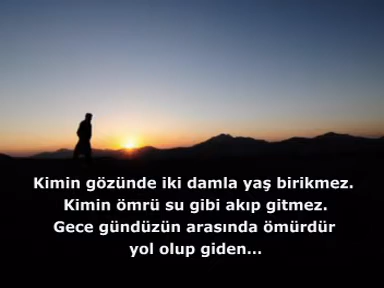 Kimin gözünde iki damla yaş birikmez.
Kimin ömrü su gibi akıp gitmez.
Gece gündüzün arasında ömürdür
yol olup giden...